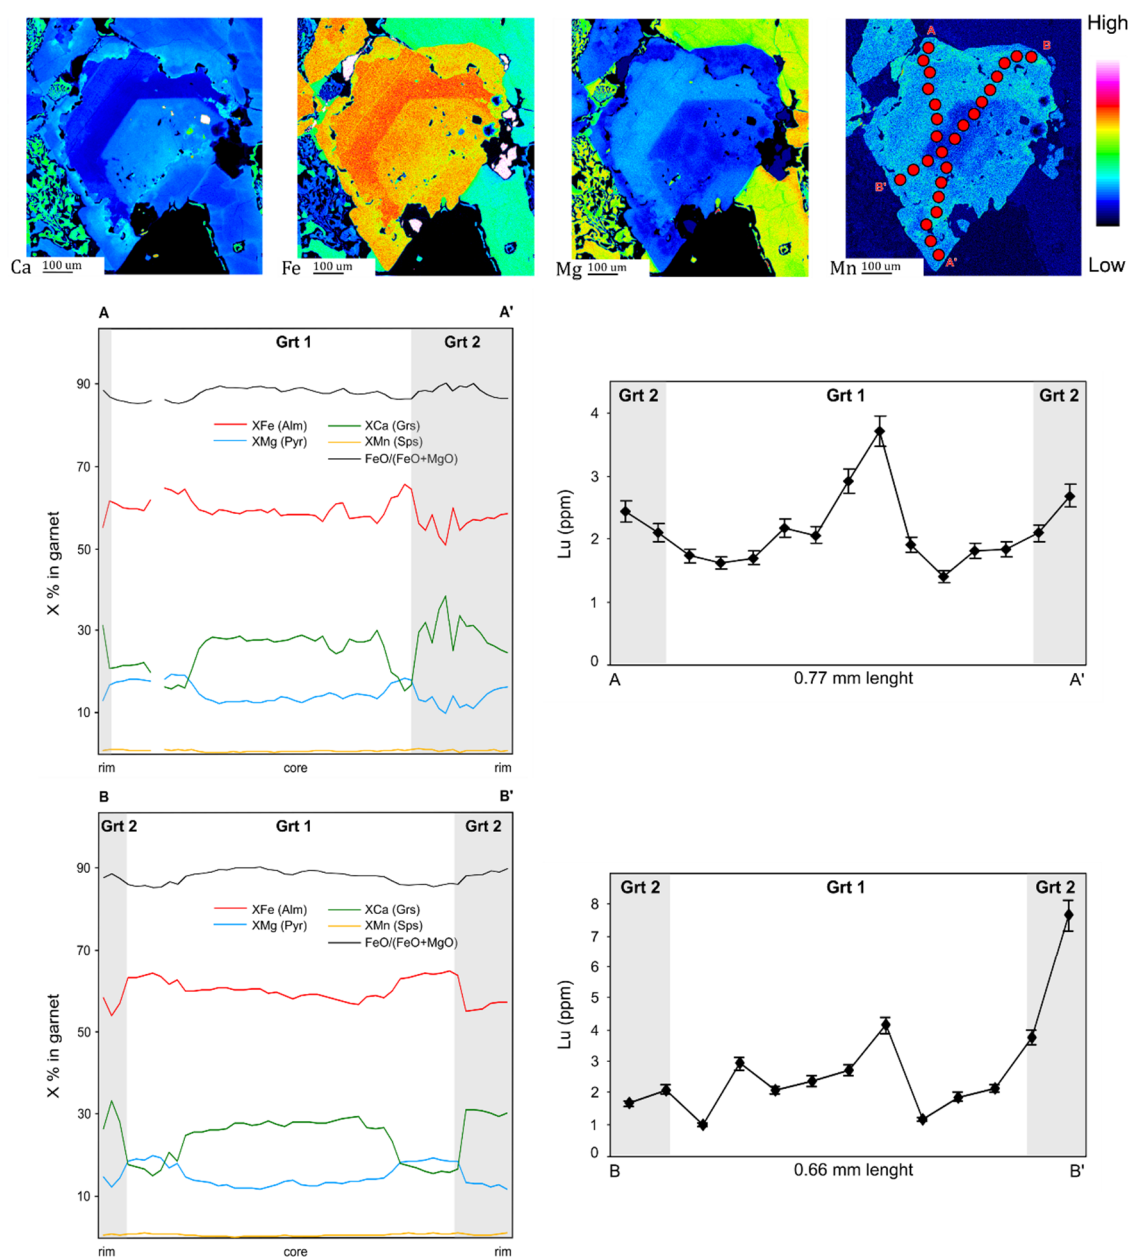 High
A
B
B'
A'
Ca 100 um
Fe 100 um
Mg 100 um
Mn 100 um
Low
A A'
Grt 1 Grt 2
90
70
50
30
10
X % in garnet
XFe (Alm) XCa (Grs)
XMg (Pyr) XMn (Sps)
FeO/(FeO+MgO)
rim core rim
Grt 2 Grt 1 Grt 2
4
3
2
1
0
Lu (ppm)
A 0.77 mm lenght A'
B B'
Grt 2 Grt 1 Grt 2
90
70
50
30
10
X % in garnet
XFe (Alm) XCa (Grs)
XMg (Pyr) XMn (Sps)
FeO/(FeO+MgO)
rim core rim
Grt 2 Grt 1 Grt 2
8
7
6
5
4
3
2
1
0
Lu (ppm)
B 0.66 mm lenght B'